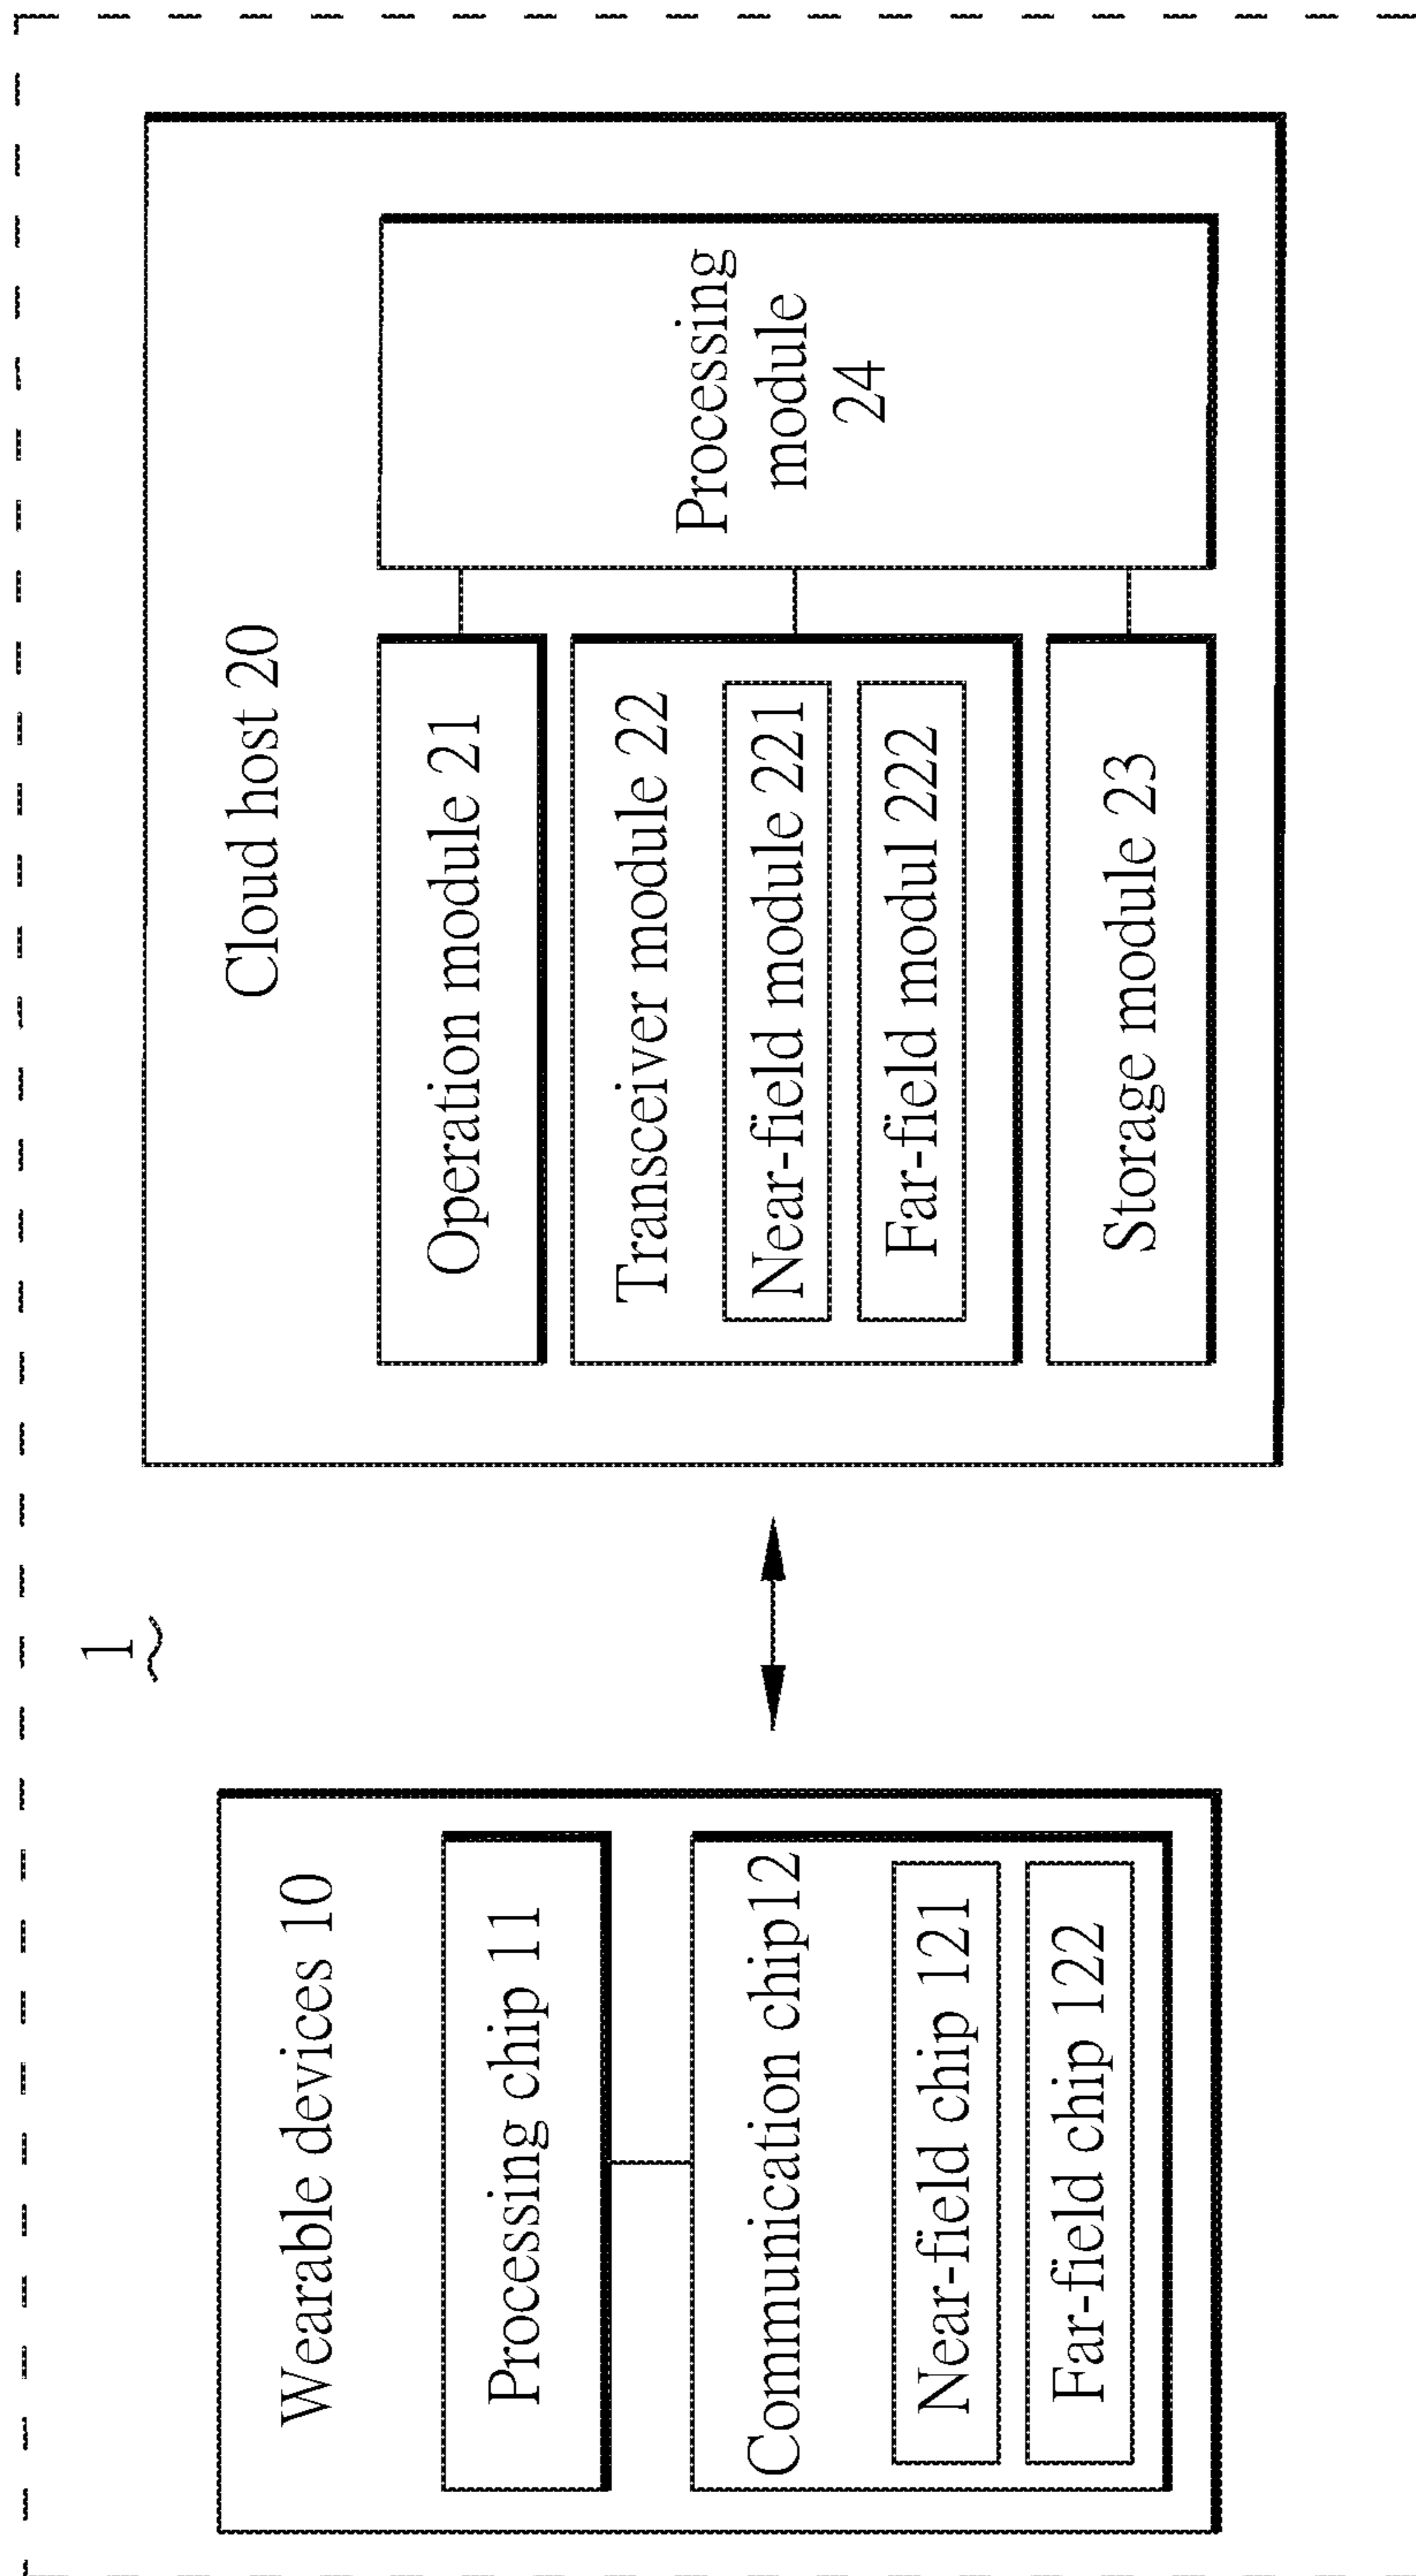 1
Wearable devices 10
Processing chip 11
Communication chip12
Near-field chip 121
Far-field chip 122
Cloud host 20
Operation module 21
Transceiver module 22
Near-field module 221
Far-field modul 222
Storage module 23
Processing
module
24